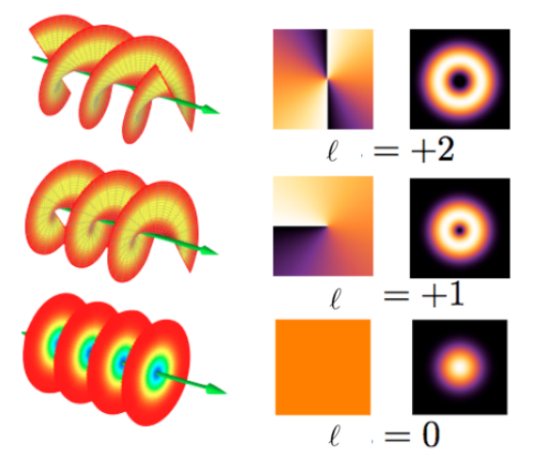 ℓ = +2
ℓ = +1
ℓ = 0